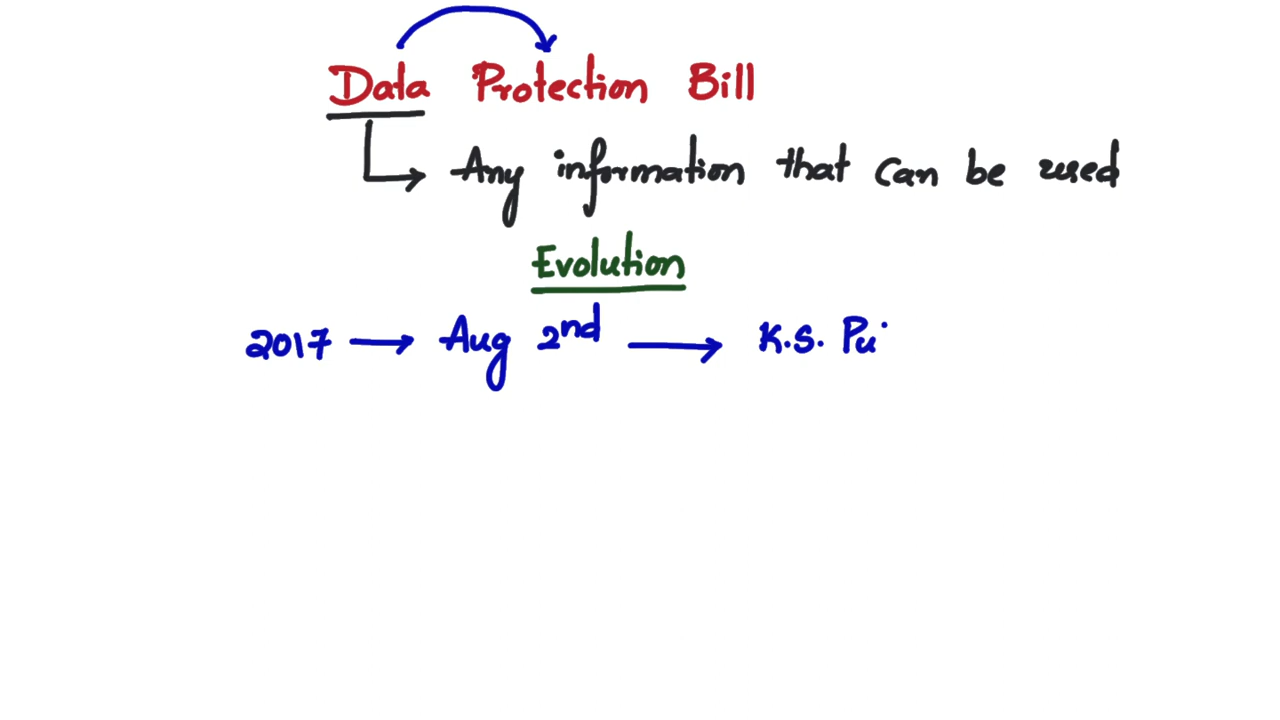 Data Protection Bill
Any information that can be used
Evolution
2017 → Aug 2nd → K.S. Pu